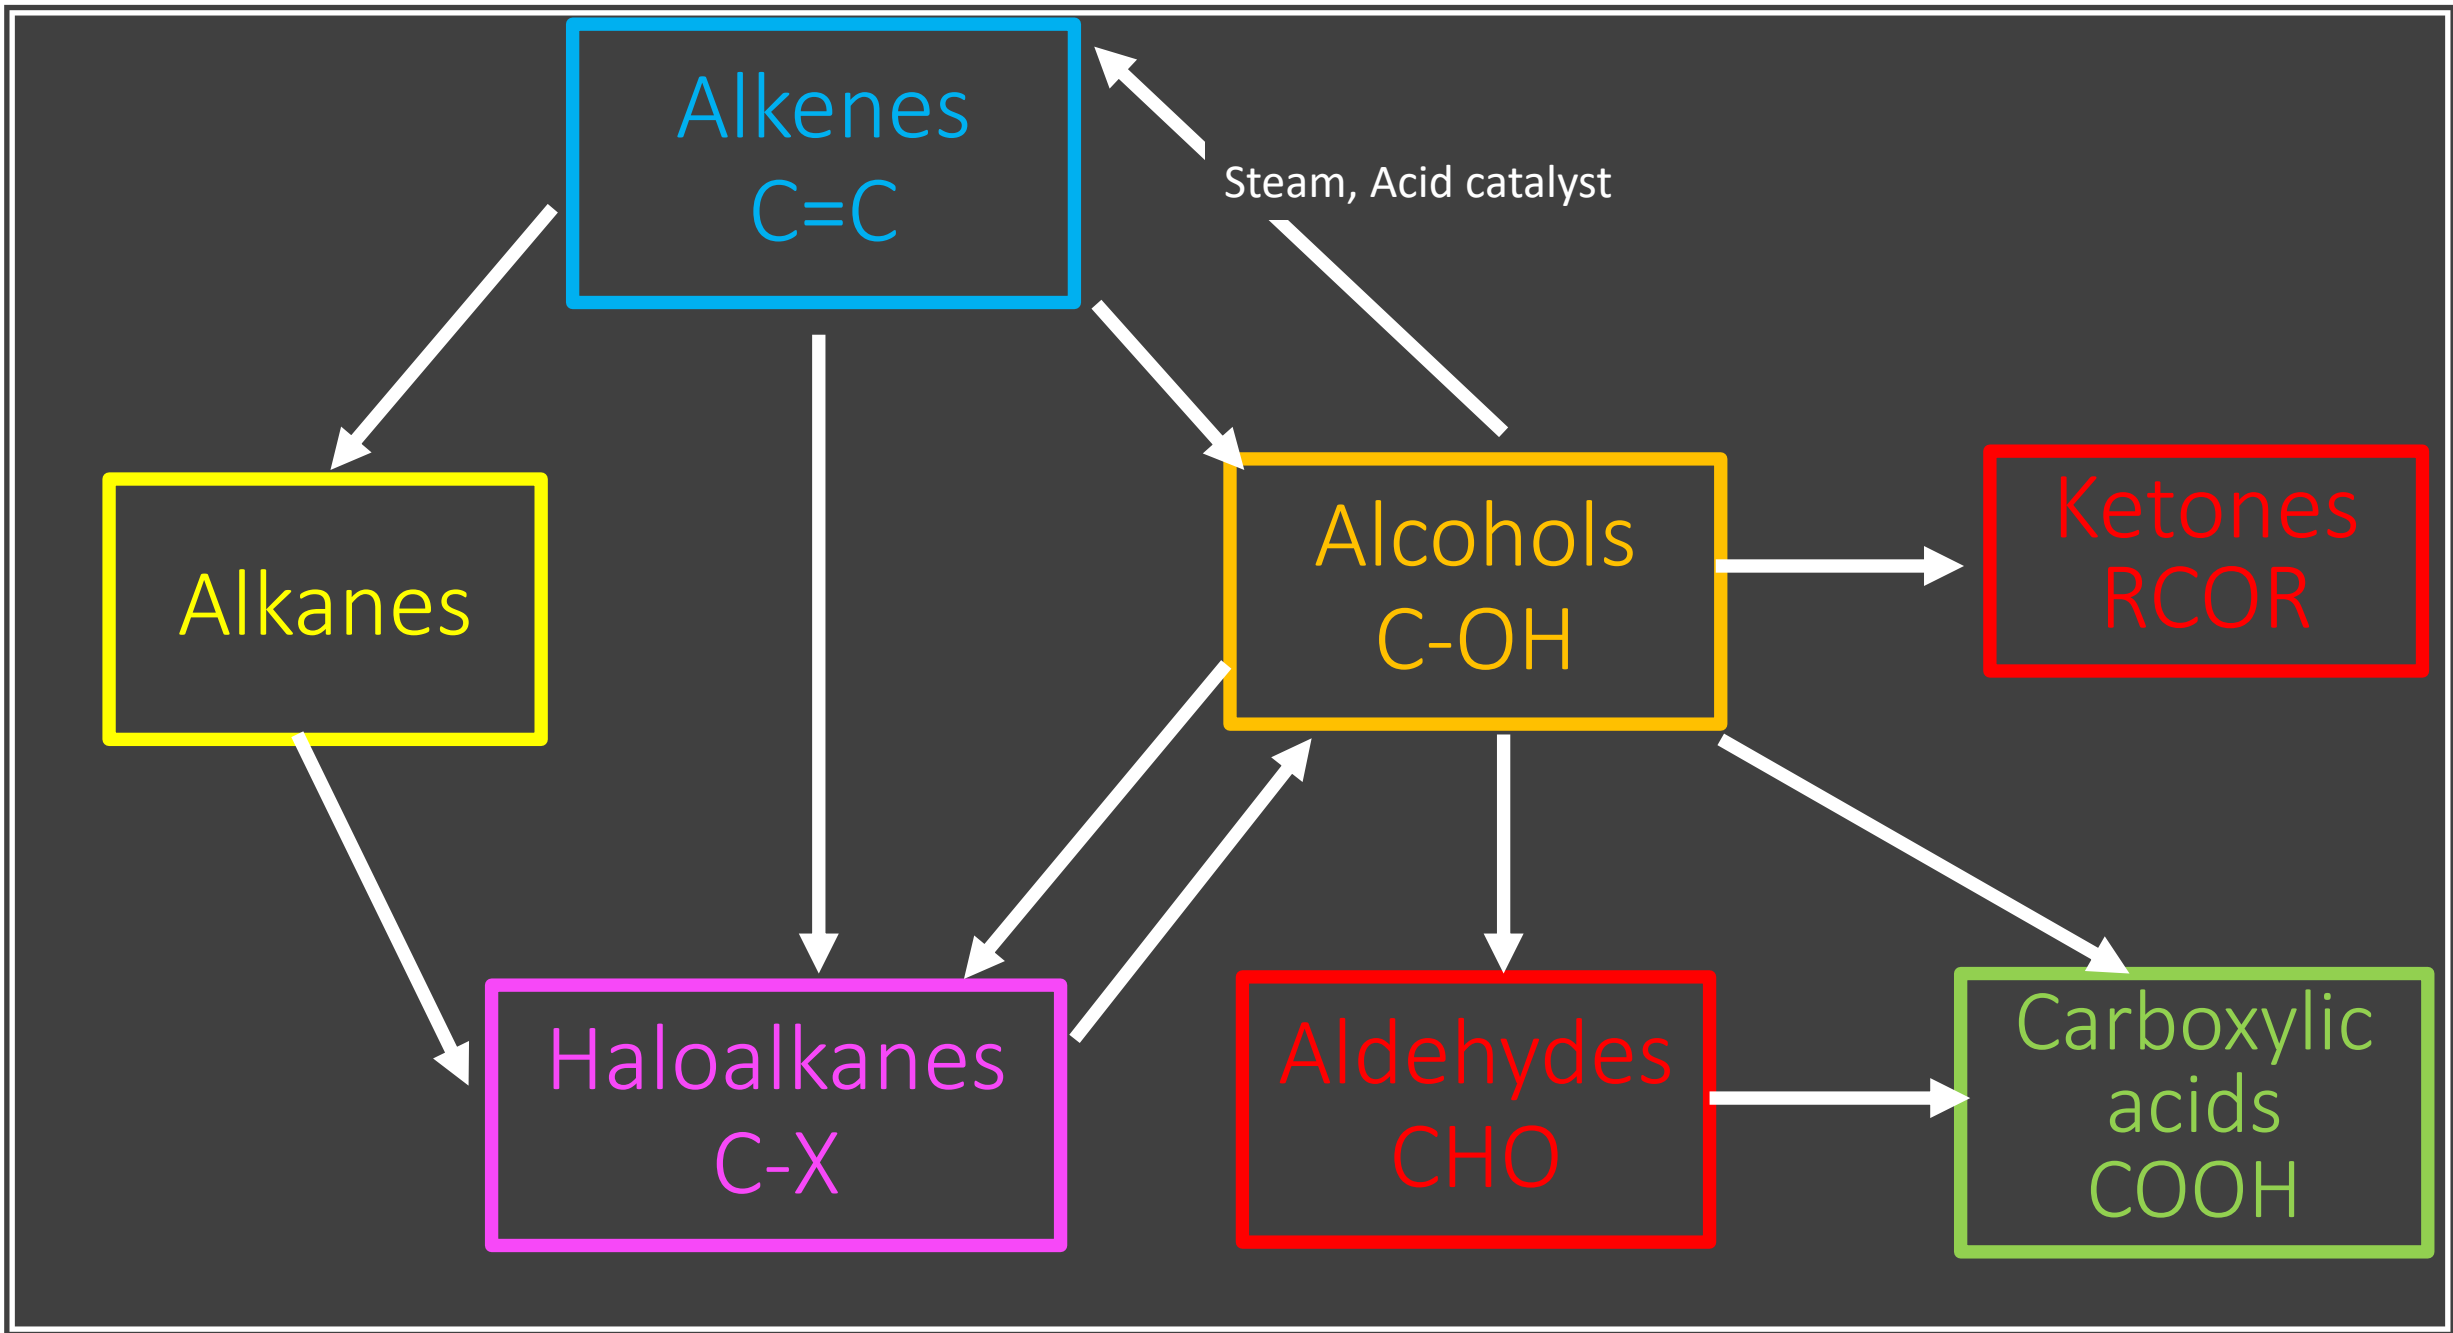 Alkenes
C=C
Steam, Acid catalyst
Alkanes
Alcohols
C-OH
Ketones
RCOR
Haloalkanes
C-X
Aldehydes
CHO
Carboxylic
acids
COOH